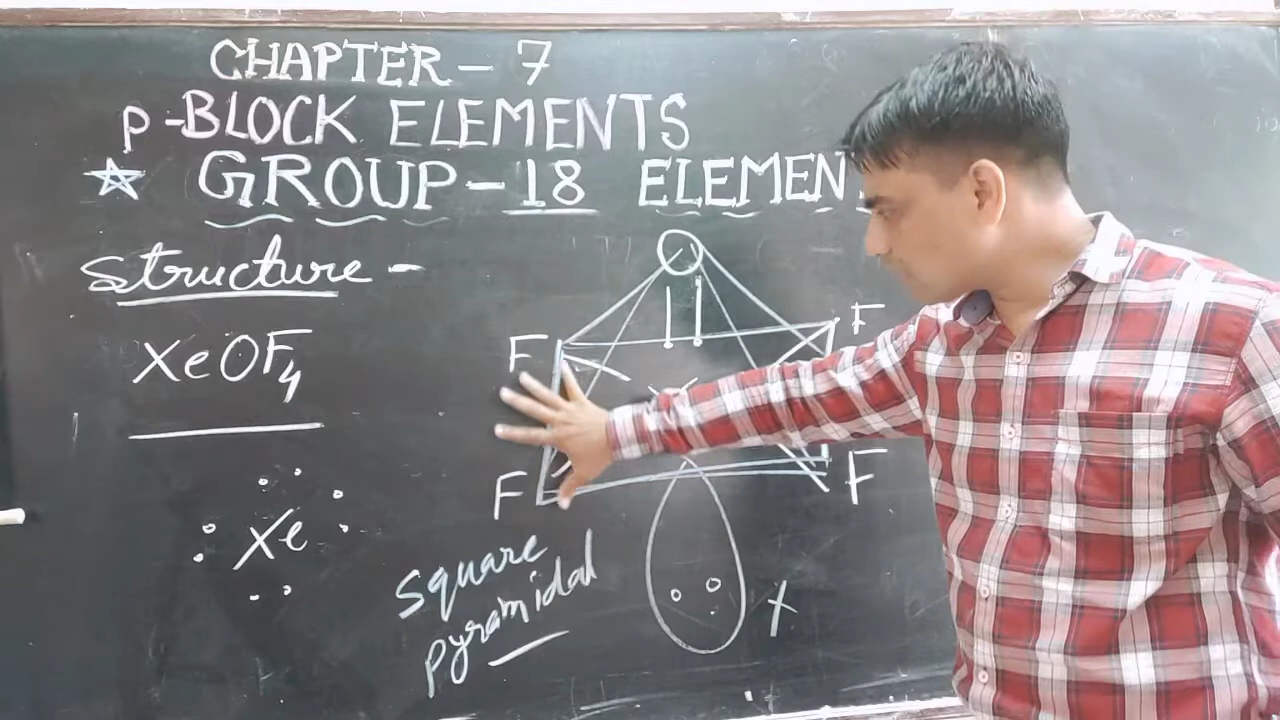 CHAPTER - 7
p-BLOCK ELEMENTS
☆ GROUP - 18 ELEMEN
structure -
XeOF4
F F
F F
Xe
square
pyramidal
X